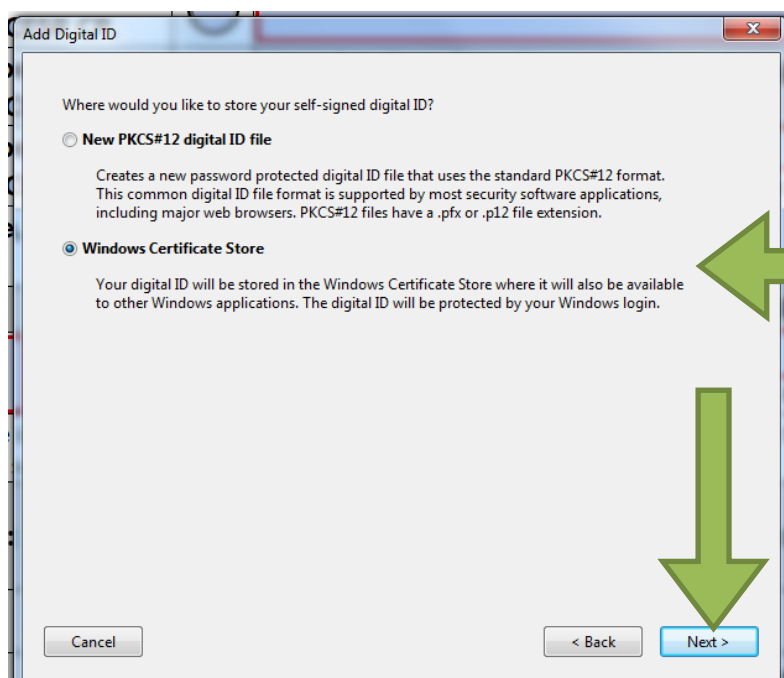 Add Digital ID
Where would you like to store your self-signed digital ID?
New PKCS#12 digital ID file
Creates a new password protected digital ID file that uses the standard PKCS#12 format.
This common digital ID file format is supported by most security software applications,
including major web browsers. PKCS#12 files have a .pfx or .p12 file extension.
Windows Certificate Store
Your digital ID will be stored in the Windows Certificate Store where it will also be available
to other Windows applications. The digital ID will be protected by your Windows login.
Cancel
< Back
Next >